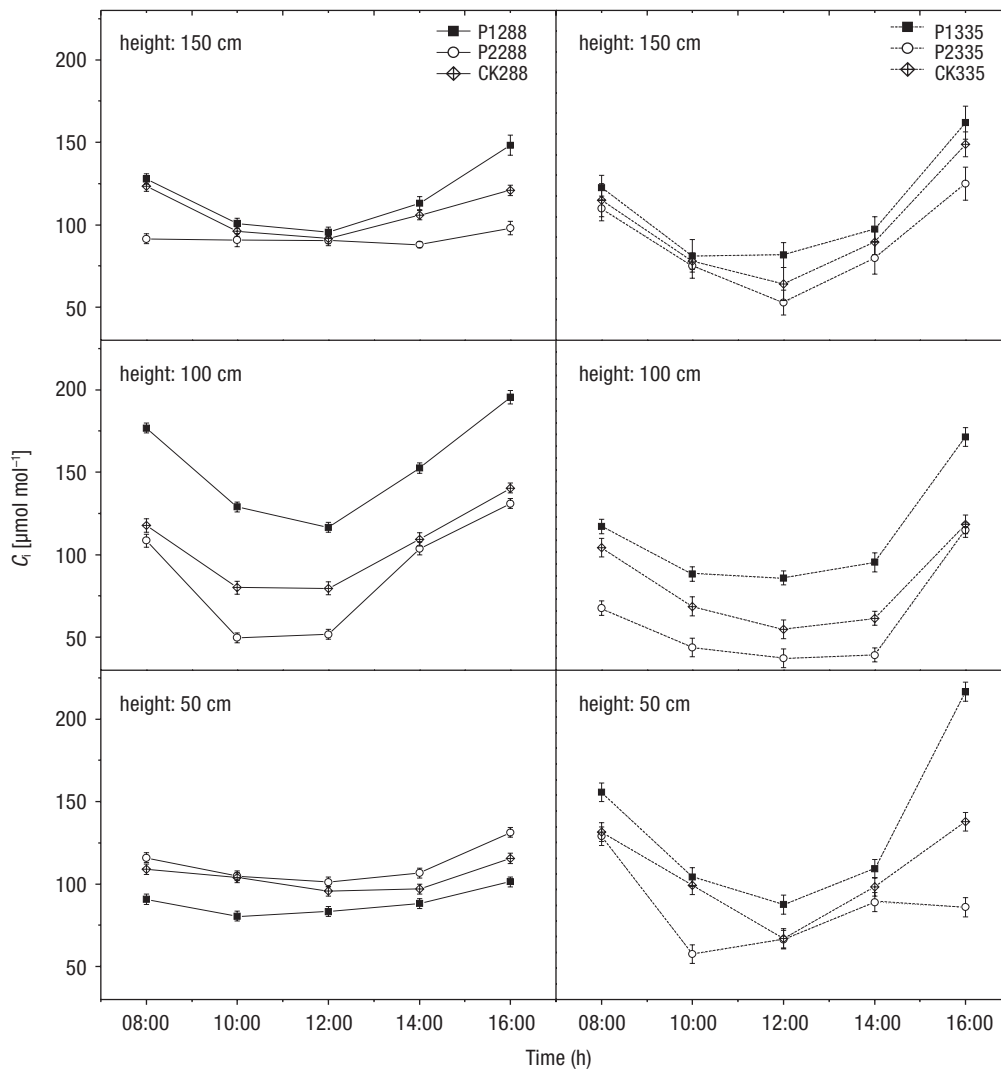 height: 150 cm
P1288
P2288
CK288
height: 150 cm
P1335
P2335
CK335
200
150
100
50
height: 100 cm
height: 100 cm
200
150
100
50
Cᵢ [µmol mol⁻¹]
height: 50 cm
height: 50 cm
200
150
100
50
08:00 10:00 12:00 14:00 16:00 08:00 10:00 12:00 14:00 16:00
Time (h)